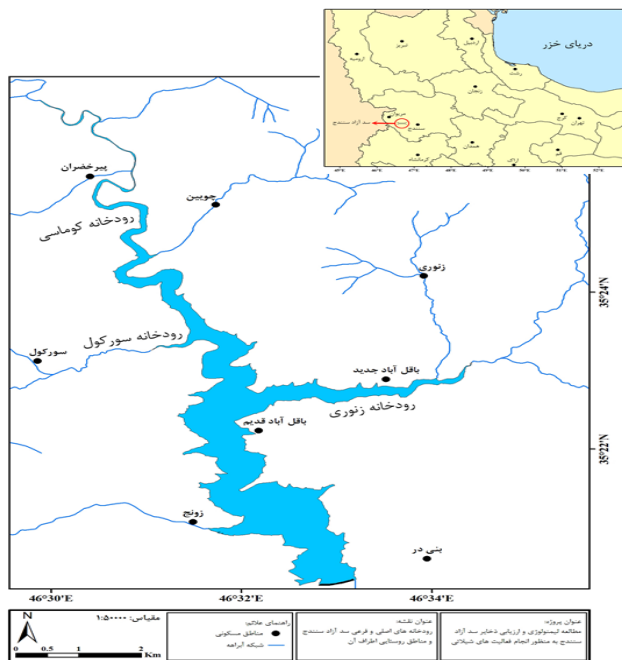 دریای خزر
اردبیل
تبریز
ارومیه
رشت
زنجان
سنندج
سد آزاد سنندج
کرج
تهران
همدان
قم
کرمانشاه
اراک
پیرخضران
چویین
رودخانه کوماسی
زنوری
35°24'N
رودخانه سورکول
سورکول
باقل آباد جدید
رودخانه زنوری
باقل آباد قدیم
35°22'N
زونج
بنی در
46°30'E
46°32'E
46°34'E
N
مقیاس: ۱:۵۰۰۰۰
0 0.5 1 2
Km
راهنمای علائم:
مناطق مسکونی
شبکه آبراهه
عنوان نقشه:
رودخانه های اصلی و فرعی سد آزاد سنندج
و مناطق روستایی اطراف آن.
عنوان پروژه:
مطالعه لیمنولوژی و ارزیابی ذخایر سد آزاد
سنندج به منظور انجام فعالیت های شیلاتی